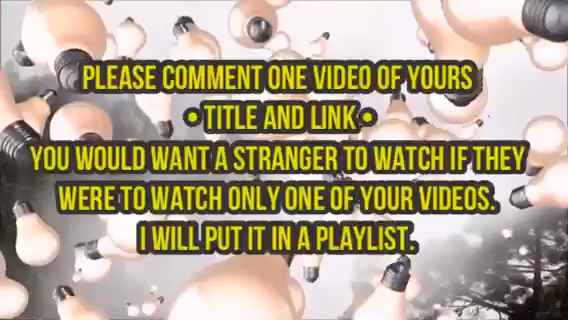 PLEASE COMMENT ONE VIDEO OF YOURS
• TITLE AND LINK •
YOU WOULD WANT A STRANGER TO WATCH IF THEY
WERE TO WATCH ONLY ONE OF YOUR VIDEOS.
I WILL PUT IT IN A PLAYLIST.